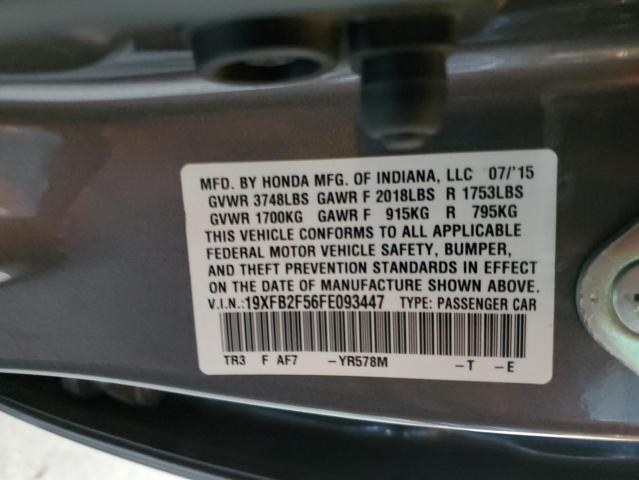 MFD. BY HONDA MFG. OF INDIANA, LLC 07/'15
GVWR 3748LBS GAWR F 2018LBS R 1753LBS
GVWR 1700KG GAWR F 915KG R 795KG
THIS VEHICLE CONFORMS TO ALL APPLICABLE
FEDERAL MOTOR VEHICLE SAFETY, BUMPER,
AND THEFT PREVENTION STANDARDS IN EFFECT
ON THE DATE OF MANUFACTURE SHOWN ABOVE.
V.I.N.:19XFB2F56FE093447 TYPE: PASSENGER CAR
TR3 F AF7 -YR578M -T -E